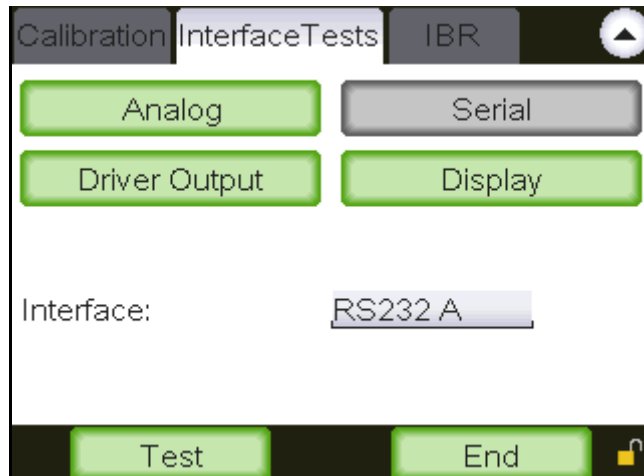 Calibration InterfaceTests IBR
Analog Serial
Driver Output Display
Interface: RS232 A
Test End